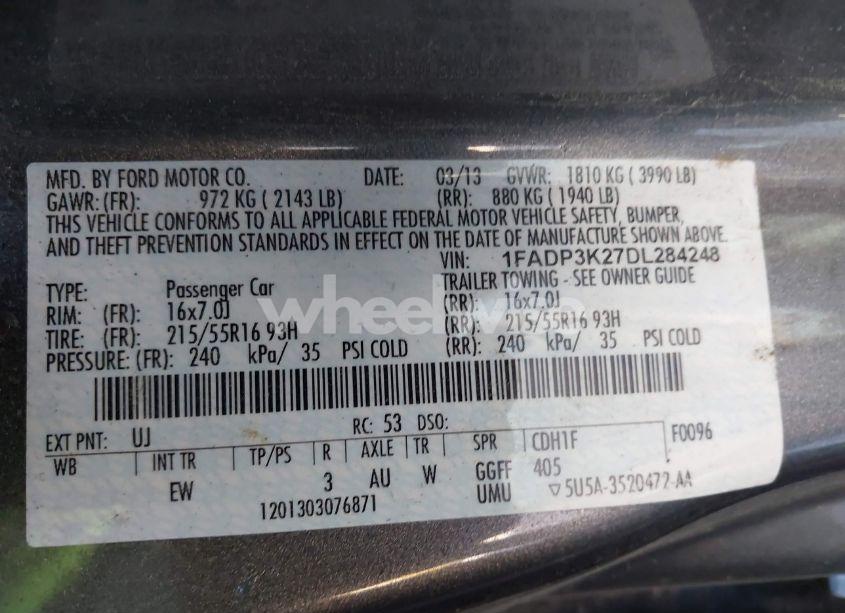 MFD. BY FORD MOTOR CO. DATE: 03/13 GVWR: 1810 KG ( 3990 LB)
GAWR: (FR): 972 KG ( 2143 LB) (RR): 880 KG ( 1940 LB)
THIS VEHICLE CONFORMS TO ALL APPLICABLE FEDERAL MOTOR VEHICLE SAFETY, BUMPER,
AND THEFT PREVENTION STANDARDS IN EFFECT ON THE DATE OF MANUFACTURE SHOWN ABOVE.
VIN: 1FADP3K27DL284248
TYPE: Passenger Car TRAILER TOWING - SEE OWNER GUIDE
RIM: (FR): 16x7.0J (RR): 16x7.0J
TIRE: (FR): 215/55R16 93H (RR): 215/55R16 93H
PRESSURE: (FR): 240 kPa/ 35 PSI COLD (RR): 240 kPa/ 35 PSI COLD
EXT PNT: UJ RC: 53 DSO: F0096
WB INT TR TP/PS R AXLE TR SPR CDH1F
EW 3 AU W GGFF 405
UMU ▽5U5A-3520472-AA
1201303076871